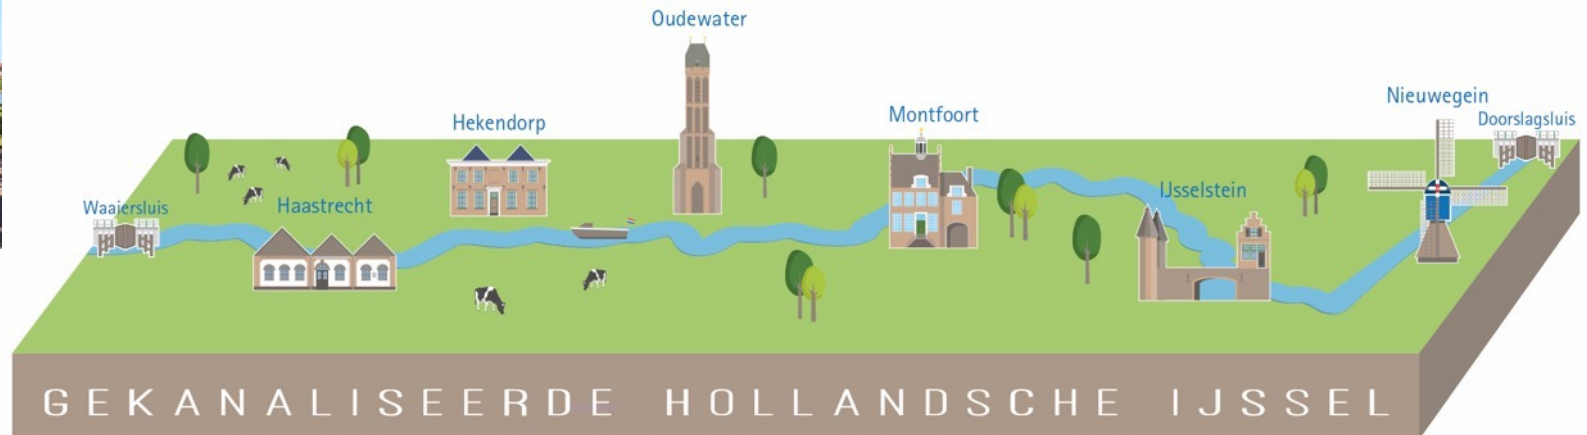 Oudewater
Nieuwegein
Montfoort
Doorslagsluis
Hekendorp
IJsselstein
Haastrecht
Waaiersluis
GEKANALISEERDE HOLLANDSCHE IJSSEL